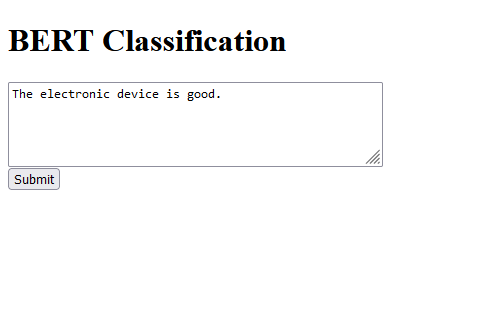 BERT Classification
The electronic device is good.
Submit